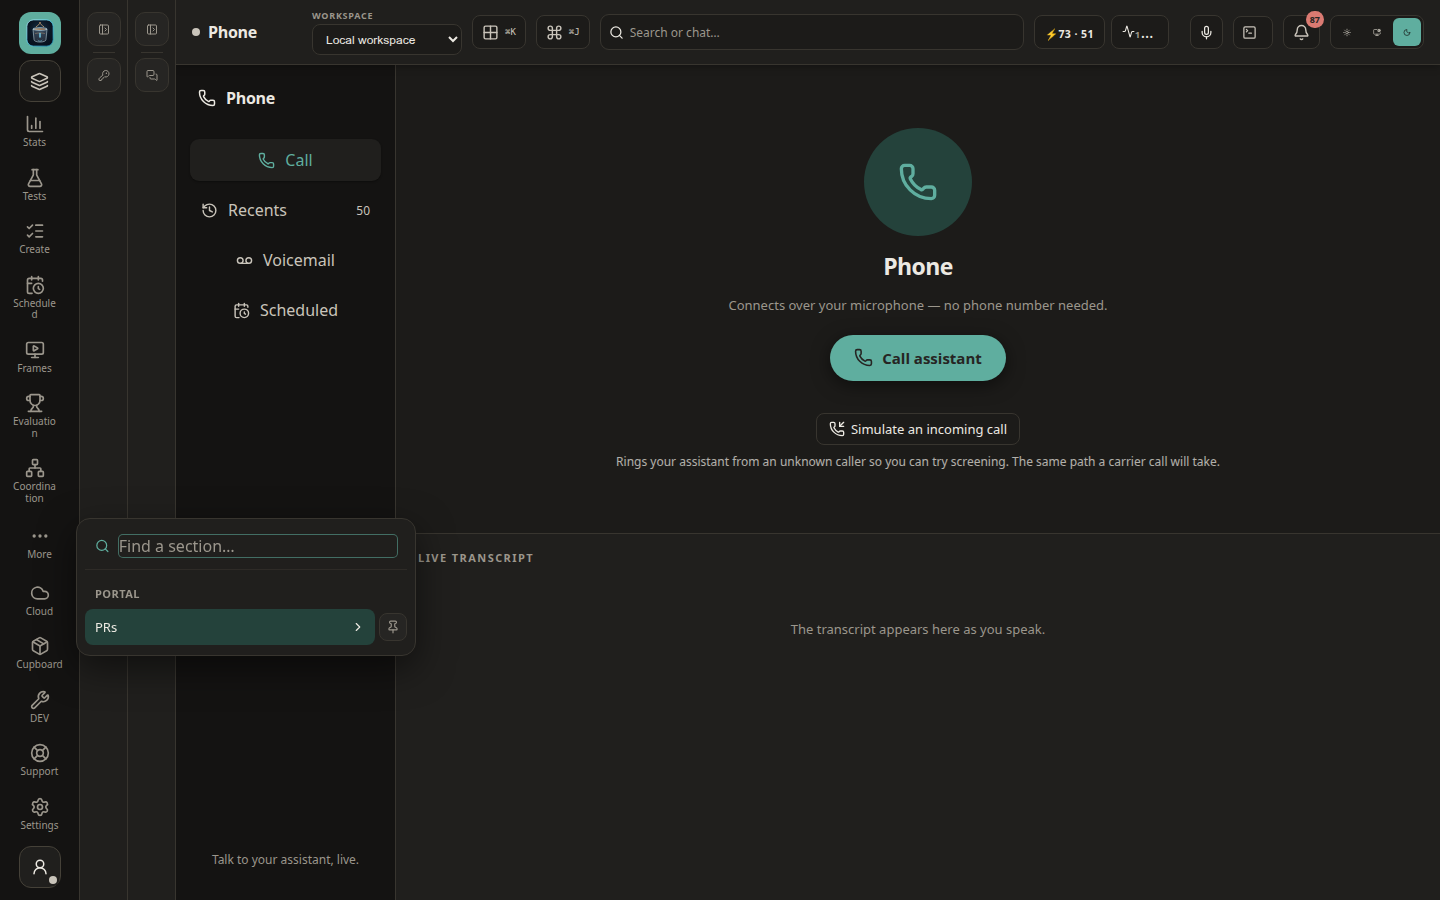 Phone
WORKSPACE
Local workspace
⌘K
⌘J
Search or chat...
⚡73 · 51
87
Stats
Tests
Create
Schedule
d
Frames
Evaluatio
n
Coordina
tion
More
Cloud
Cupboard
DEV
Support
Settings
Phone
Call
Recents 50
Voicemail
Scheduled
Talk to your assistant, live.
Find a section...
PORTAL
PRs
Phone
Connects over your microphone — no phone number needed.
Call assistant
Simulate an incoming call
Rings your assistant from an unknown caller so you can try screening. The same path a carrier call will take.
LIVE TRANSCRIPT
The transcript appears here as you speak.